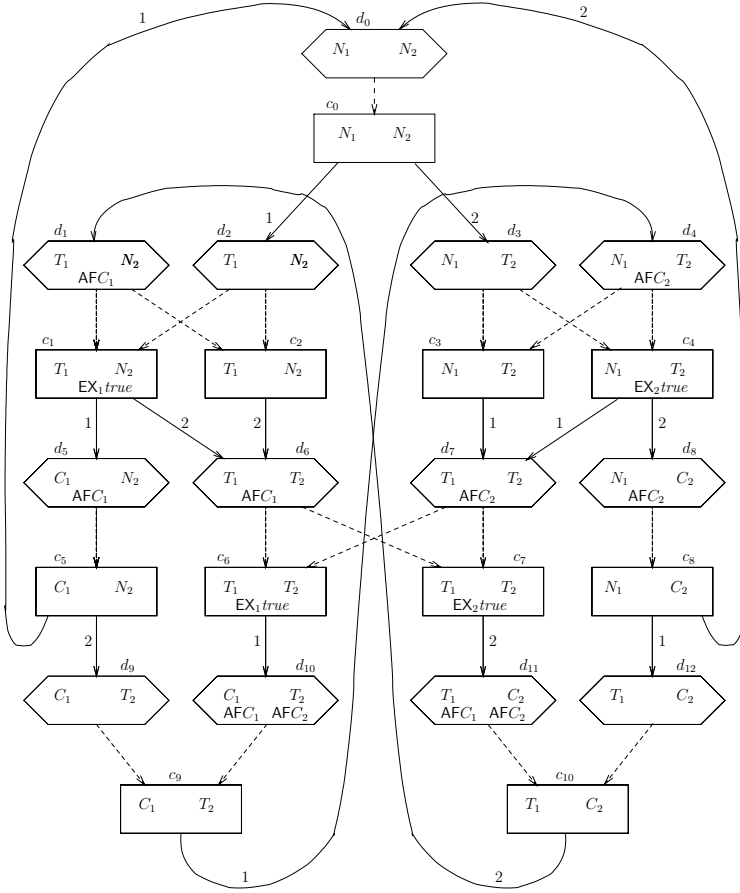 1
2
d₀
N₁ N₂
c₀
N₁ N₂
1
2
d₁
d₂
d₃
d₄
T₁ N₂
AFC₁
T₁ N₂
N₁ T₂
N₁ T₂
AFC₂
c₁
c₂
c₃
c₄
T₁ N₂
EX₁true
T₁ N₂
N₁ T₂
N₁ T₂
EX₂true
1
2
2
1
1
2
d₅
d₆
d₇
d₈
C₁ N₂
AFC₁
T₁ T₂
AFC₁
T₁ T₂
AFC₂
N₁ C₂
AFC₂
c₅
c₆
c₇
c₈
C₁ N₂
T₁ T₂
EX₁true
T₁ T₂
EX₂true
N₁ C₂
2
1
2
1
d₉
d₁₀
d₁₁
d₁₂
C₁ T₂
C₁ T₂
AFC₁ AFC₂
T₁ C₂
AFC₁ AFC₂
T₁ C₂
c₉
c₁₀
C₁ T₂
T₁ C₂
1
2